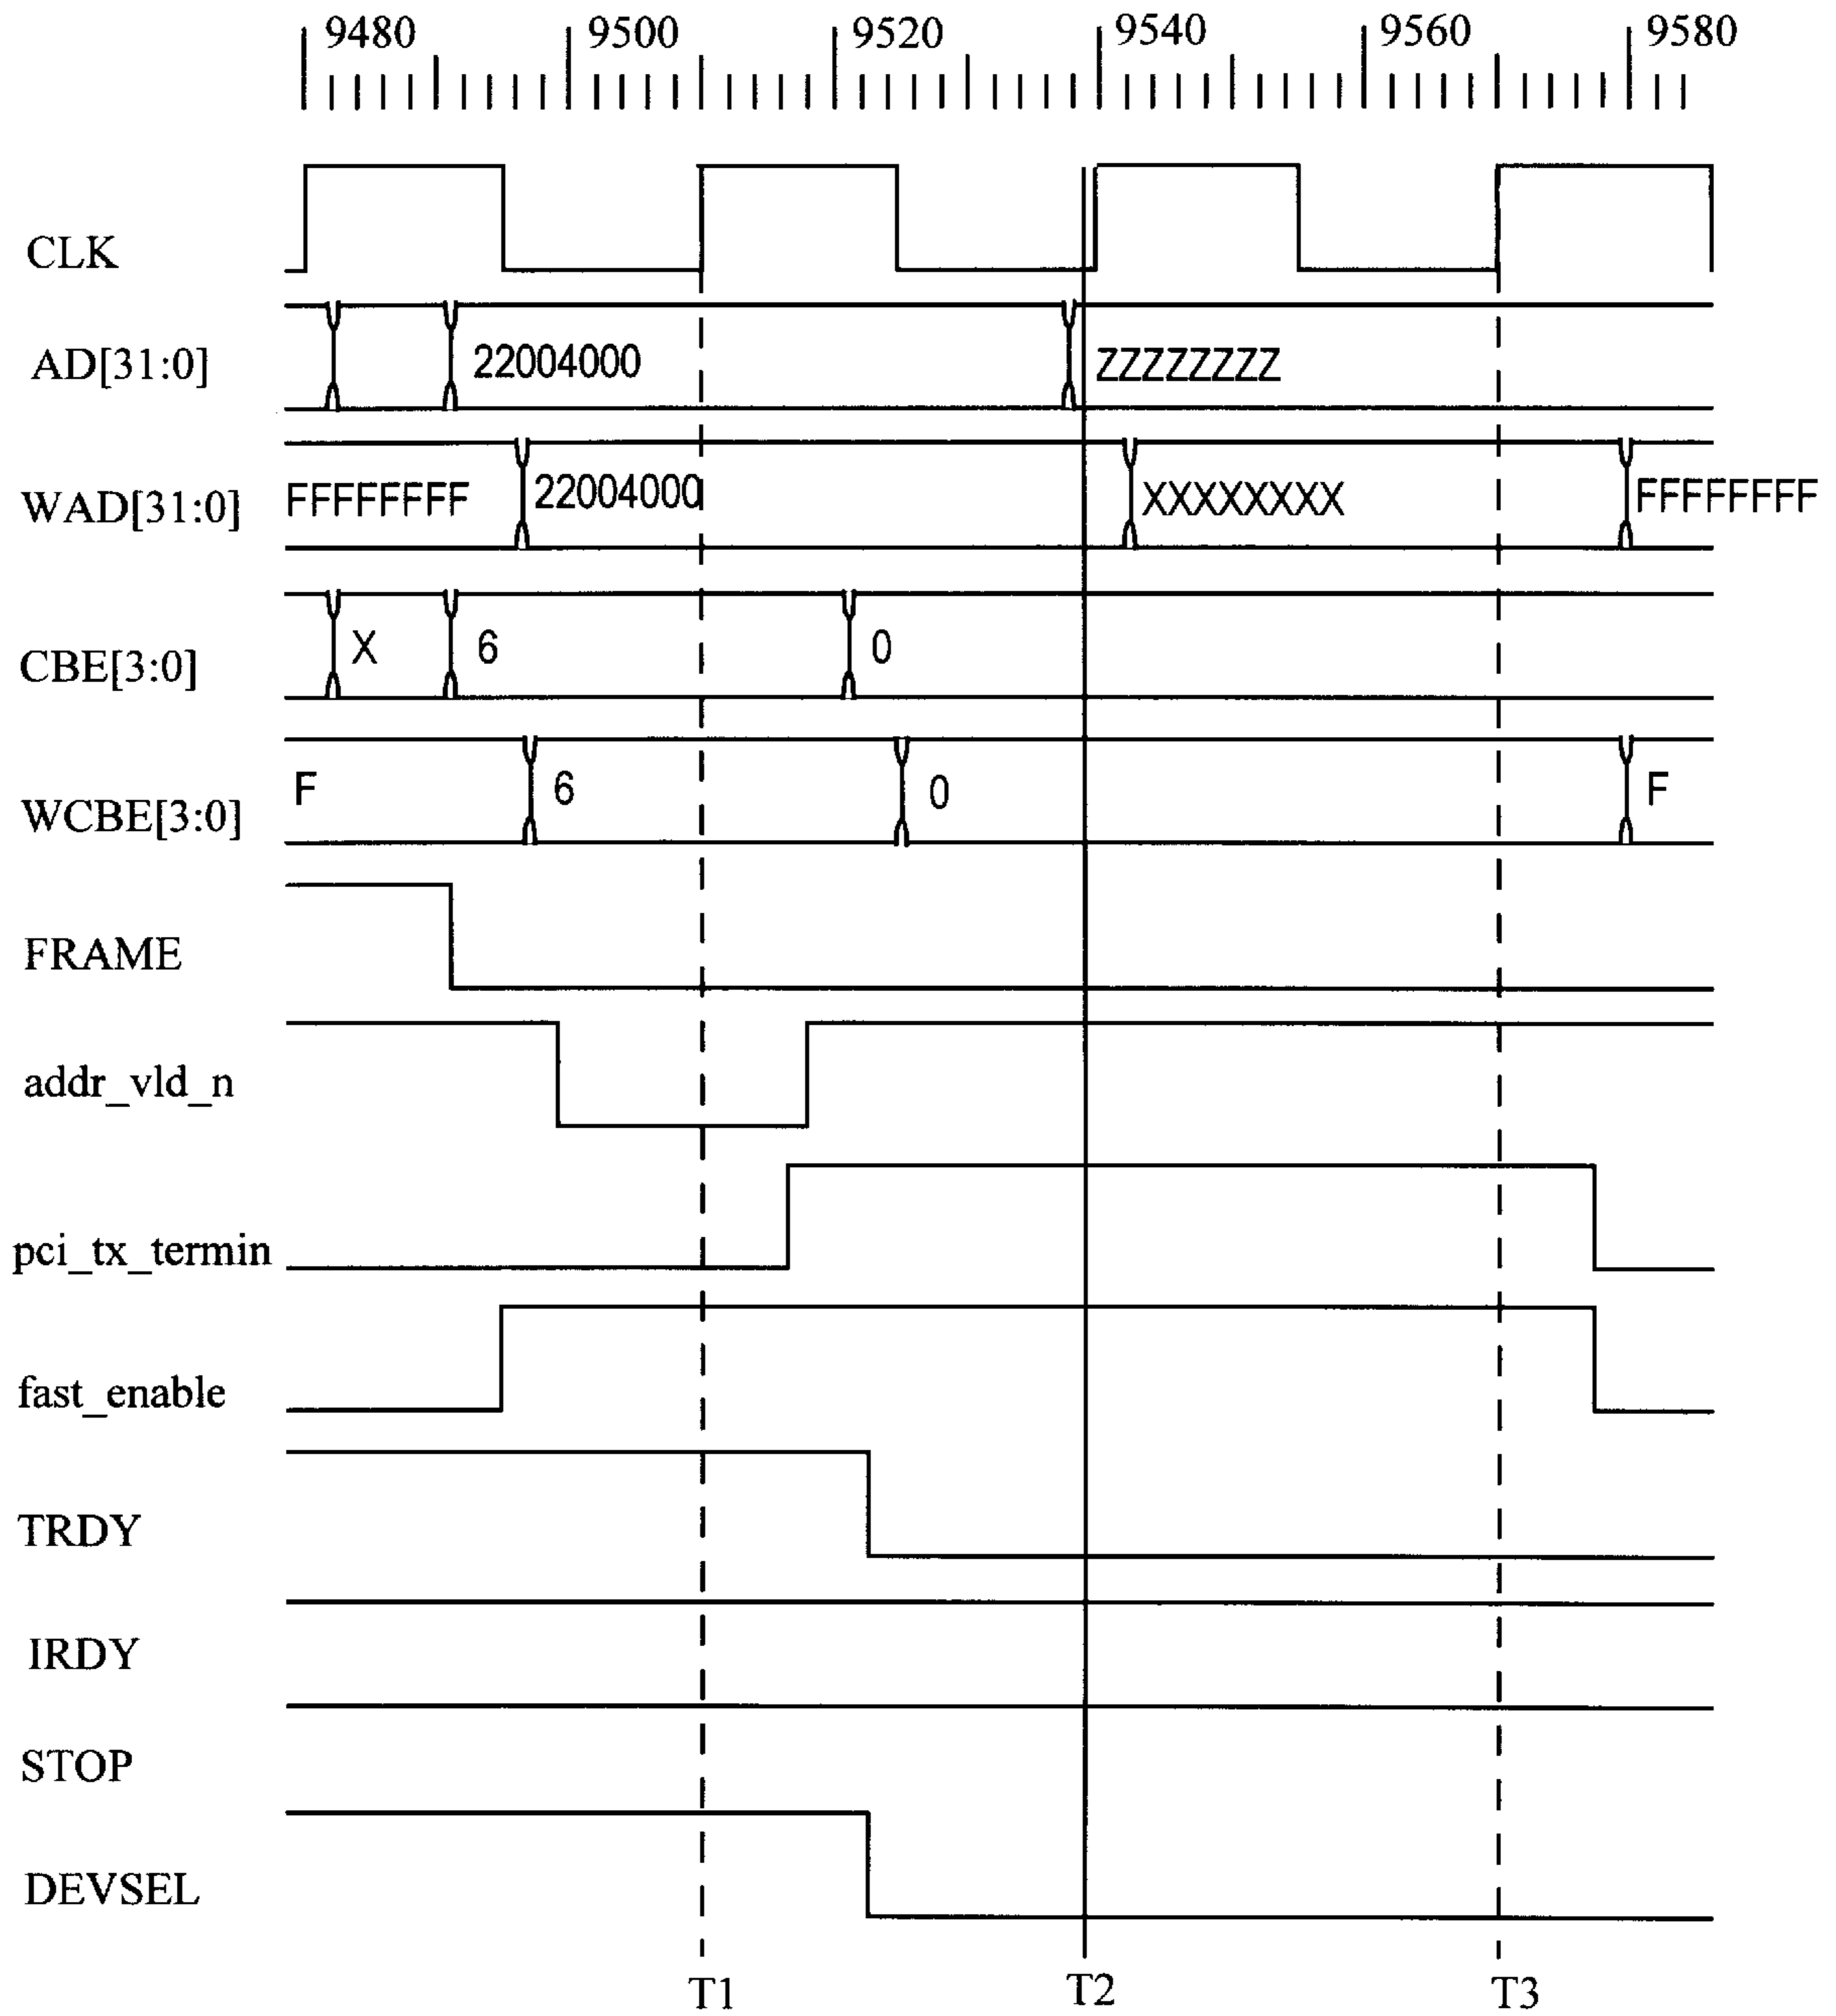 9480 9500 9520 9540 9560 9580
CLK
AD[31:0] 22004000 ZZZZZZZZ
WAD[31:0] FFFFFFFF 22004000 XXXXXXXX FFFFFFFF
CBE[3:0] X 6 0
WCBE[3:0] F 6 0 F
FRAME
addr_vld_n
pci_tx_termin
fast_enable
TRDY
IRDY
STOP
DEVSEL
T1 T2 T3